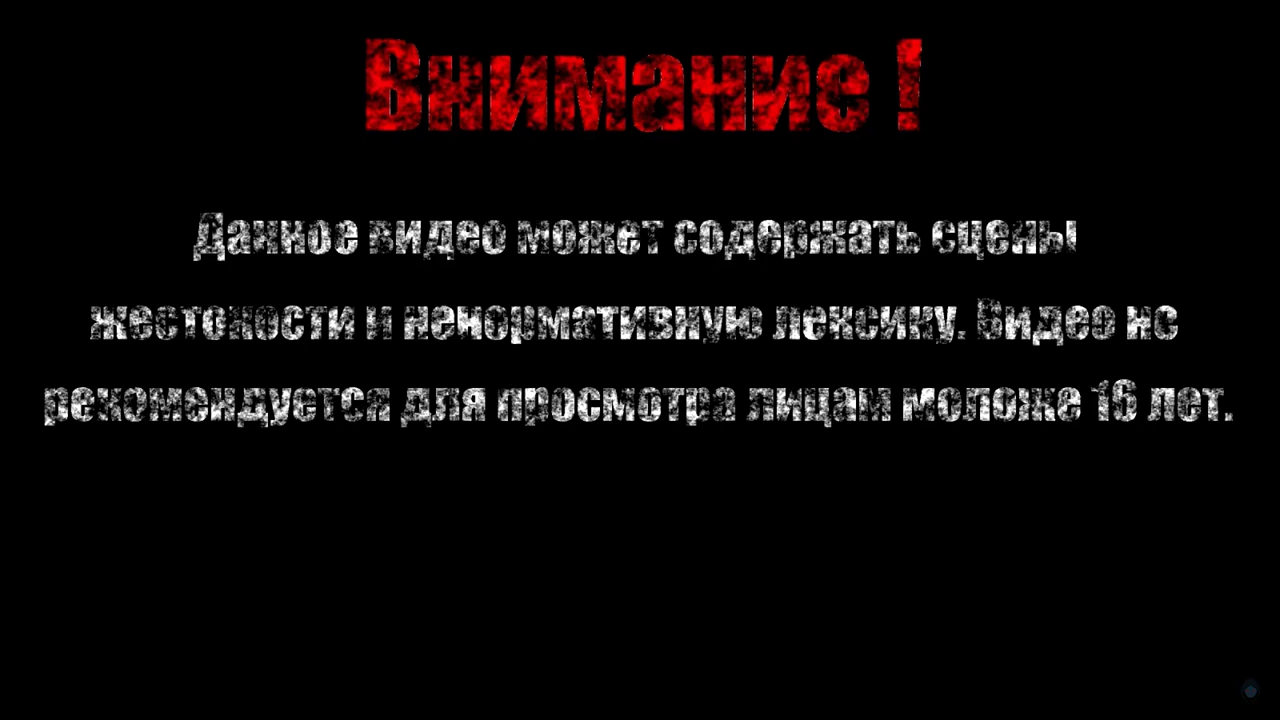 Внимание !
Данное видео может содержать сцены
жестокости и ненормативную лексику. Видео не
рекомендуется для просмотра лицам моложе 16 лет.